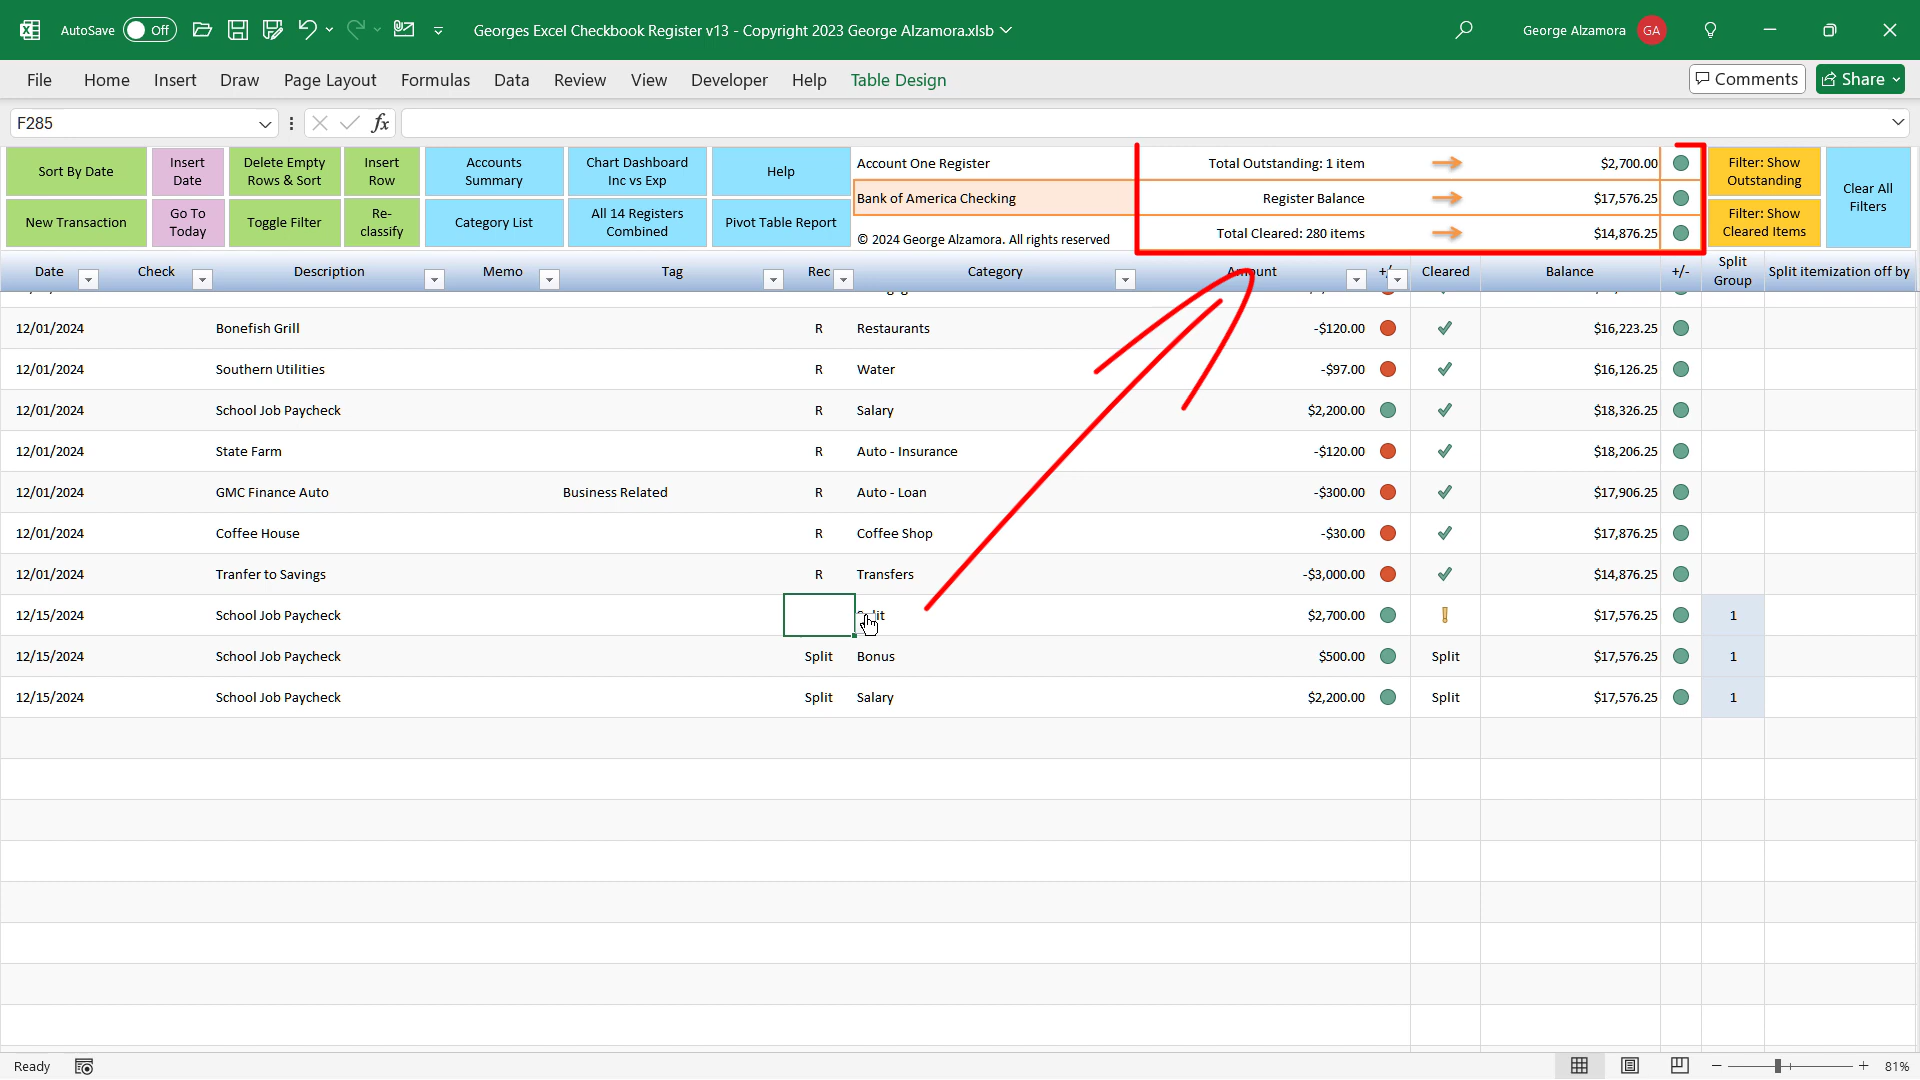 AutoSave Off Georges Excel Checkbook Register v13 - Copyright 2023 George Alzamora.xlsb George Alzamora GA
File Home Insert Draw Page Layout Formulas Data Review View Developer Help Table Design Comments Share
F285 fx
Sort By Date
Insert Date
Delete Empty Rows & Sort
Insert Row
Accounts Summary
Chart Dashboard Inc vs Exp
Help
Account One Register
Total Outstanding: 1 item $2,700.00
Filter: Show Outstanding
Clear All Filters
Bank of America Checking
Register Balance $17,576.25
New Transaction
Go To Today
Toggle Filter
Re-classify
Category List
All 14 Registers Combined
Pivot Table Report
© 2024 George Alzamora. All rights reserved
Total Cleared: 280 items $14,876.25
Filter: Show Cleared Items
Date Check Description Memo Tag Rec Category Amount Cleared Balance +/- Split Group Split itemization off by
12/01/2024 Bonefish Grill R Restaurants -$120.00 $16,223.25
12/01/2024 Southern Utilities R Water -$97.00 $16,126.25
12/01/2024 School Job Paycheck R Salary $2,200.00 $18,326.25
12/01/2024 State Farm R Auto - Insurance -$120.00 $18,206.25
12/01/2024 GMC Finance Auto Business Related R Auto - Loan -$300.00 $17,906.25
12/01/2024 Coffee House R Coffee Shop -$30.00 $17,876.25
12/01/2024 Tranfer to Savings R Transfers -$3,000.00 $14,876.25
12/15/2024 School Job Paycheck Split $2,700.00 $17,576.25 1
12/15/2024 School Job Paycheck Split Bonus $500.00 Split $17,576.25 1
12/15/2024 School Job Paycheck Split Salary $2,200.00 Split $17,576.25 1
Ready 81%